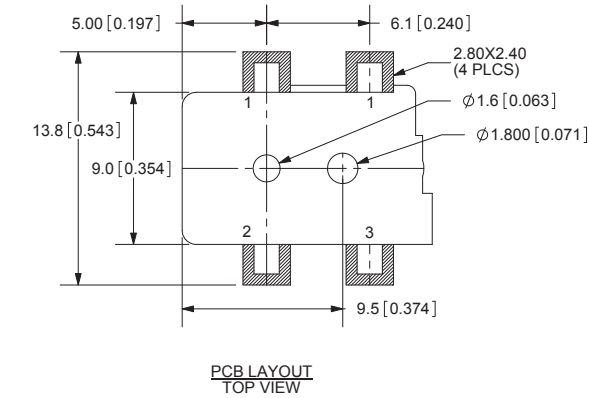 5.00 [0.197]
6.1 [0.240]
2.80X2.40
(4 PLCS)
1
1
Ø1.6 [0.063]
13.8 [0.543]
Ø1.800 [0.071]
9.0 [0.354]
2
3
9.5 [0.374]
PCB LAYOUT
TOP VIEW